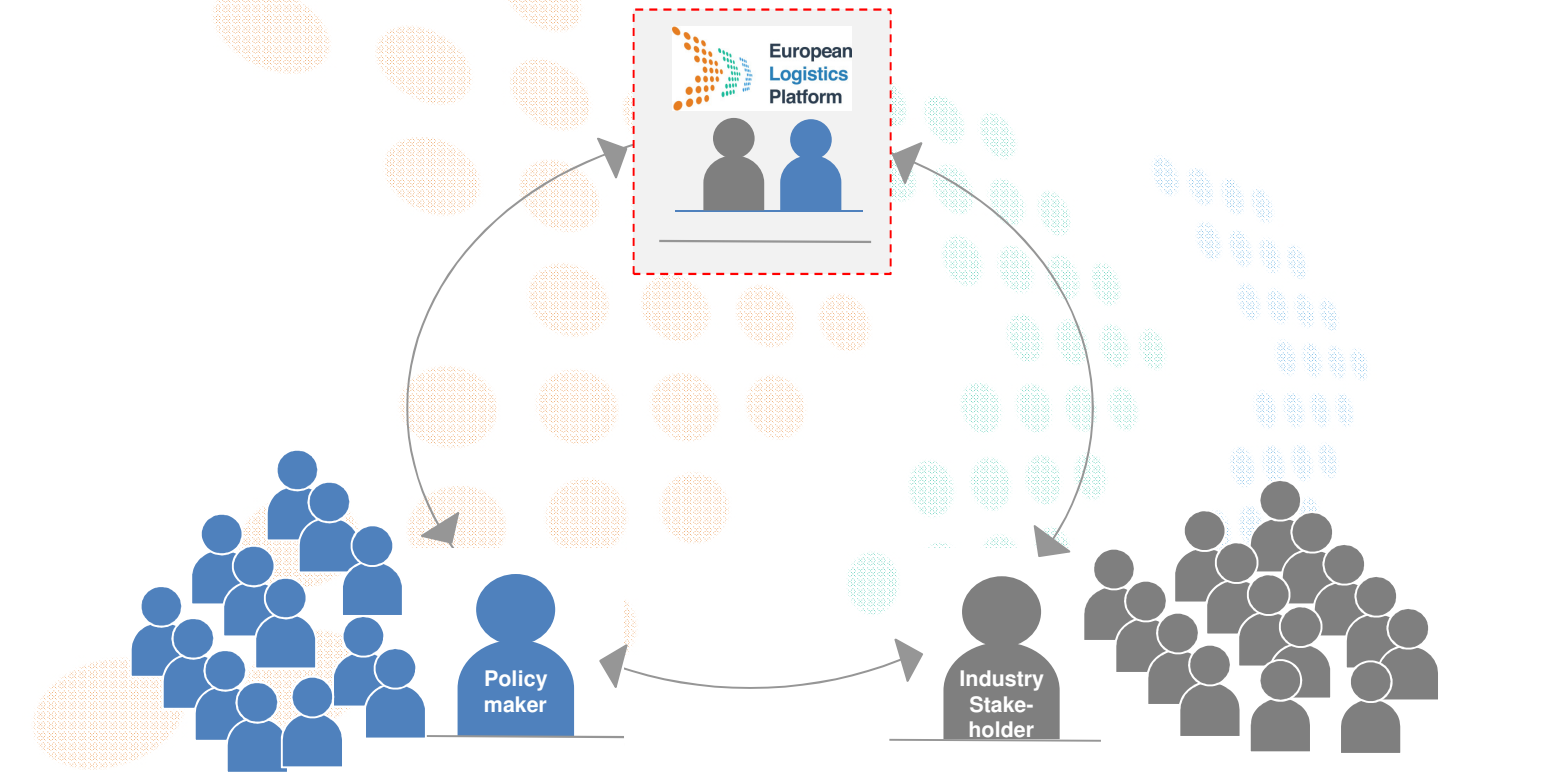 European
Logistics
Platform
Policy
maker
Industry
Stake-
holder